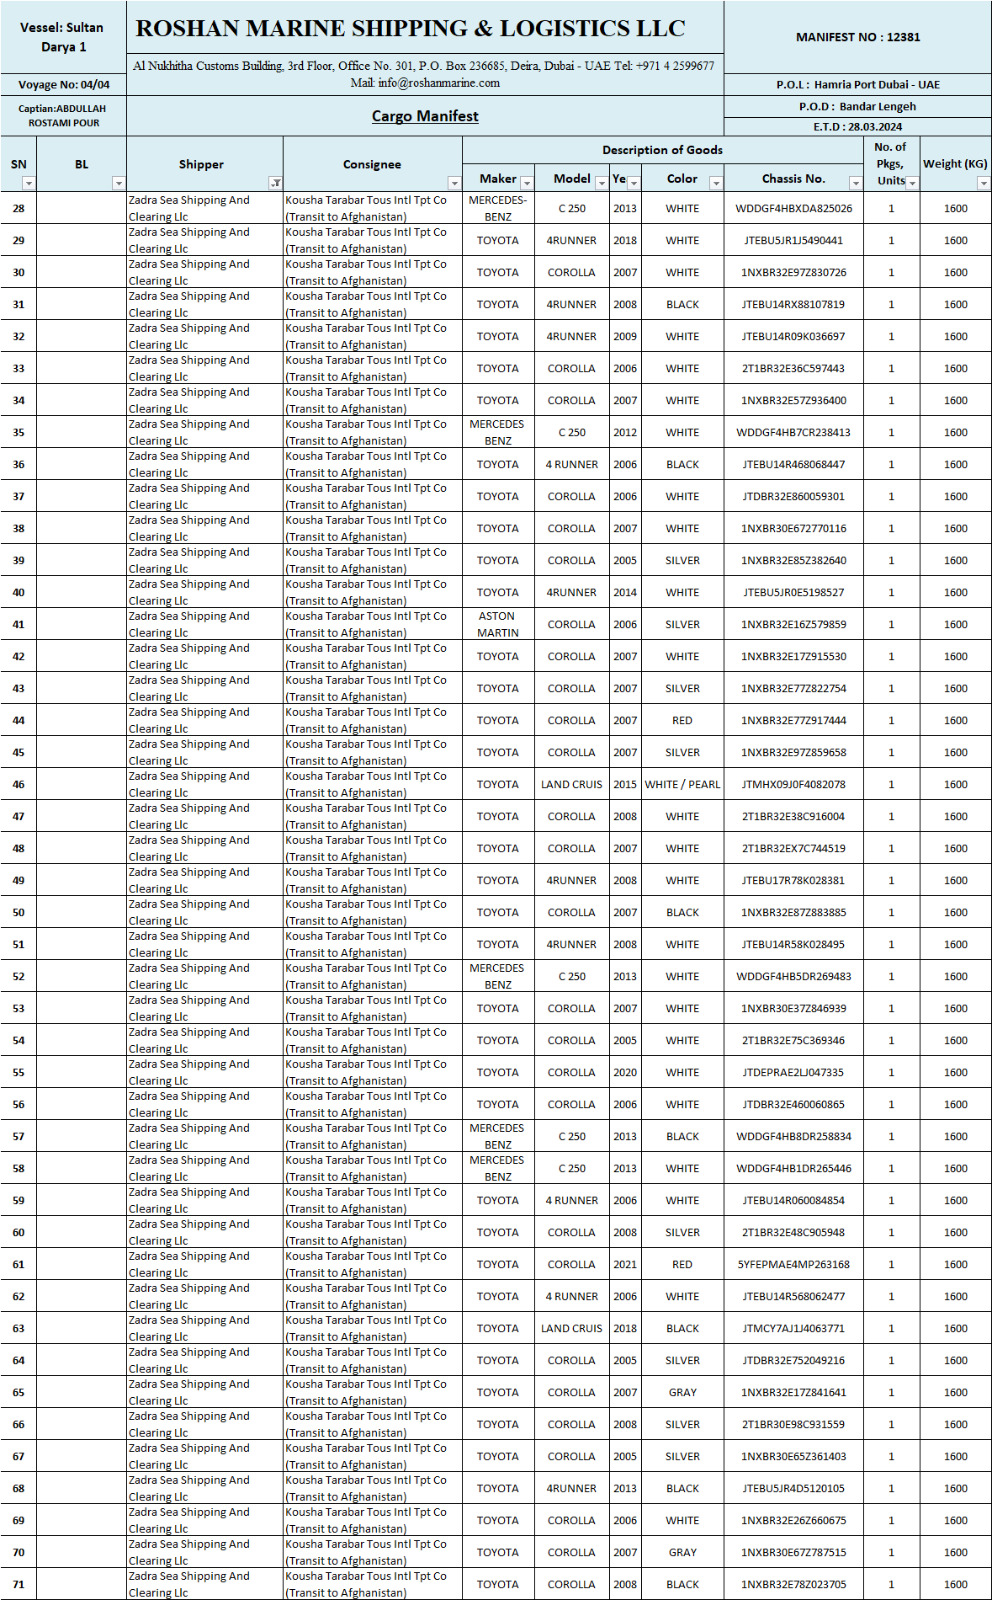 Vessel: Sultan
Darya 1
ROSHAN MARINE SHIPPING & LOGISTICS LLC
MANIFEST NO : 12381
Al Nukhitha Customs Building, 3rd Floor, Office No. 301, P.O. Box 236685, Deira, Dubai - UAE Tel: +971 4 2599677
Mail: info@roshanmarine.com
Voyage No: 04/04
P.O.L : Hamria Port Dubai - UAE
Captian:ABDULLAH
ROSTAMI POUR
Cargo Manifest
P.O.D : Bandar Lengeh
E.T.D : 28.03.2024
SN BL Shipper Consignee Description of Goods No. of Pkgs, Units Weight (KG)
Maker Model Ye Color Chassis No.
28 Zadra Sea Shipping And Clearing Llc Kousha Tarabar Tous Intl Tpt Co (Transit to Afghanistan) MERCEDES-BENZ C 250 2013 WHITE WDDGF4HBXDA825026 1 1600
29 Zadra Sea Shipping And Clearing Llc Kousha Tarabar Tous Intl Tpt Co (Transit to Afghanistan) TOYOTA 4RUNNER 2018 WHITE JTEBU5JR1J5490441 1 1600
30 Zadra Sea Shipping And Clearing Llc Kousha Tarabar Tous Intl Tpt Co (Transit to Afghanistan) TOYOTA COROLLA 2007 WHITE 1NXBR32E97Z830726 1 1600
31 Zadra Sea Shipping And Clearing Llc Kousha Tarabar Tous Intl Tpt Co (Transit to Afghanistan) TOYOTA 4RUNNER 2008 BLACK JTEBU14RX88107819 1 1600
32 Zadra Sea Shipping And Clearing Llc Kousha Tarabar Tous Intl Tpt Co (Transit to Afghanistan) TOYOTA 4RUNNER 2009 WHITE JTEBU14R09K036697 1 1600
33 Zadra Sea Shipping And Clearing Llc Kousha Tarabar Tous Intl Tpt Co (Transit to Afghanistan) TOYOTA COROLLA 2006 WHITE 2T1BR32E36C597443 1 1600
34 Zadra Sea Shipping And Clearing Llc Kousha Tarabar Tous Intl Tpt Co (Transit to Afghanistan) TOYOTA COROLLA 2007 WHITE 1NXBR32E57Z936400 1 1600
35 Zadra Sea Shipping And Clearing Llc Kousha Tarabar Tous Intl Tpt Co (Transit to Afghanistan) MERCEDES BENZ C 250 2012 WHITE WDDGF4HB7CR238413 1 1600
36 Zadra Sea Shipping And Clearing Llc Kousha Tarabar Tous Intl Tpt Co (Transit to Afghanistan) TOYOTA 4 RUNNER 2006 BLACK JTEBU14R468068447 1 1600
37 Zadra Sea Shipping And Clearing Llc Kousha Tarabar Tous Intl Tpt Co (Transit to Afghanistan) TOYOTA COROLLA 2006 WHITE JTDBR32E860059301 1 1600
38 Zadra Sea Shipping And Clearing Llc Kousha Tarabar Tous Intl Tpt Co (Transit to Afghanistan) TOYOTA COROLLA 2007 WHITE 1NXBR30E672770116 1 1600
39 Zadra Sea Shipping And Clearing Llc Kousha Tarabar Tous Intl Tpt Co (Transit to Afghanistan) TOYOTA COROLLA 2005 SILVER 1NXBR32E85Z382640 1 1600
40 Zadra Sea Shipping And Clearing Llc Kousha Tarabar Tous Intl Tpt Co (Transit to Afghanistan) TOYOTA 4RUNNER 2014 WHITE JTEBU5JR0E5198527 1 1600
41 Zadra Sea Shipping And Clearing Llc Kousha Tarabar Tous Intl Tpt Co (Transit to Afghanistan) ASTON MARTIN COROLLA 2006 SILVER 1NXBR32E16Z579859 1 1600
42 Zadra Sea Shipping And Clearing Llc Kousha Tarabar Tous Intl Tpt Co (Transit to Afghanistan) TOYOTA COROLLA 2007 WHITE 1NXBR32E17Z915530 1 1600
43 Zadra Sea Shipping And Clearing Llc Kousha Tarabar Tous Intl Tpt Co (Transit to Afghanistan) TOYOTA COROLLA 2007 SILVER 1NXBR32E77Z822754 1 1600
44 Zadra Sea Shipping And Clearing Llc Kousha Tarabar Tous Intl Tpt Co (Transit to Afghanistan) TOYOTA COROLLA 2007 RED 1NXBR32E77Z917444 1 1600
45 Zadra Sea Shipping And Clearing Llc Kousha Tarabar Tous Intl Tpt Co (Transit to Afghanistan) TOYOTA COROLLA 2007 SILVER 1NXBR32E97Z859658 1 1600
46 Zadra Sea Shipping And Clearing Llc Kousha Tarabar Tous Intl Tpt Co (Transit to Afghanistan) TOYOTA LAND CRUIS 2015 WHITE / PEARL JTMHX09J0F4082078 1 1600
47 Zadra Sea Shipping And Clearing Llc Kousha Tarabar Tous Intl Tpt Co (Transit to Afghanistan) TOYOTA COROLLA 2008 WHITE 2T1BR32E38C916004 1 1600
48 Zadra Sea Shipping And Clearing Llc Kousha Tarabar Tous Intl Tpt Co (Transit to Afghanistan) TOYOTA COROLLA 2007 WHITE 2T1BR32EX7C744519 1 1600
49 Zadra Sea Shipping And Clearing Llc Kousha Tarabar Tous Intl Tpt Co (Transit to Afghanistan) TOYOTA 4RUNNER 2008 WHITE JTEBU17R78K028381 1 1600
50 Zadra Sea Shipping And Clearing Llc Kousha Tarabar Tous Intl Tpt Co (Transit to Afghanistan) TOYOTA COROLLA 2007 BLACK 1NXBR32E87Z883885 1 1600
51 Zadra Sea Shipping And Clearing Llc Kousha Tarabar Tous Intl Tpt Co (Transit to Afghanistan) TOYOTA 4RUNNER 2008 WHITE JTEBU14R58K028495 1 1600
52 Zadra Sea Shipping And Clearing Llc Kousha Tarabar Tous Intl Tpt Co (Transit to Afghanistan) MERCEDES BENZ C 250 2013 WHITE WDDGF4HB5DR269483 1 1600
53 Zadra Sea Shipping And Clearing Llc Kousha Tarabar Tous Intl Tpt Co (Transit to Afghanistan) TOYOTA COROLLA 2007 WHITE 1NXBR30E37Z846939 1 1600
54 Zadra Sea Shipping And Clearing Llc Kousha Tarabar Tous Intl Tpt Co (Transit to Afghanistan) TOYOTA COROLLA 2005 WHITE 2T1BR32E75C369346 1 1600
55 Zadra Sea Shipping And Clearing Llc Kousha Tarabar Tous Intl Tpt Co (Transit to Afghanistan) TOYOTA COROLLA 2020 WHITE JTDEPRAE2LJ047335 1 1600
56 Zadra Sea Shipping And Clearing Llc Kousha Tarabar Tous Intl Tpt Co (Transit to Afghanistan) TOYOTA COROLLA 2006 WHITE JTDBR32E460060865 1 1600
57 Zadra Sea Shipping And Clearing Llc Kousha Tarabar Tous Intl Tpt Co (Transit to Afghanistan) MERCEDES BENZ C 250 2013 BLACK WDDGF4HB8DR258834 1 1600
58 Zadra Sea Shipping And Clearing Llc Kousha Tarabar Tous Intl Tpt Co (Transit to Afghanistan) MERCEDES BENZ C 250 2013 WHITE WDDGF4HB1DR265446 1 1600
59 Zadra Sea Shipping And Clearing Llc Kousha Tarabar Tous Intl Tpt Co (Transit to Afghanistan) TOYOTA 4 RUNNER 2006 WHITE JTEBU14R060084854 1 1600
60 Zadra Sea Shipping And Clearing Llc Kousha Tarabar Tous Intl Tpt Co (Transit to Afghanistan) TOYOTA COROLLA 2008 SILVER 2T1BR32E48C905948 1 1600
61 Zadra Sea Shipping And Clearing Llc Kousha Tarabar Tous Intl Tpt Co (Transit to Afghanistan) TOYOTA COROLLA 2021 RED 5YFEPMAE4MP263168 1 1600
62 Zadra Sea Shipping And Clearing Llc Kousha Tarabar Tous Intl Tpt Co (Transit to Afghanistan) TOYOTA 4 RUNNER 2006 WHITE JTEBU14R568062477 1 1600
63 Zadra Sea Shipping And Clearing Llc Kousha Tarabar Tous Intl Tpt Co (Transit to Afghanistan) TOYOTA LAND CRUIS 2018 BLACK JTMCY7AJ1J4063771 1 1600
64 Zadra Sea Shipping And Clearing Llc Kousha Tarabar Tous Intl Tpt Co (Transit to Afghanistan) TOYOTA COROLLA 2005 SILVER JTDBR32E752049216 1 1600
65 Zadra Sea Shipping And Clearing Llc Kousha Tarabar Tous Intl Tpt Co (Transit to Afghanistan) TOYOTA COROLLA 2007 GRAY 1NXBR32E17Z841641 1 1600
66 Zadra Sea Shipping And Clearing Llc Kousha Tarabar Tous Intl Tpt Co (Transit to Afghanistan) TOYOTA COROLLA 2008 SILVER 2T1BR30E98C931559 1 1600
67 Zadra Sea Shipping And Clearing Llc Kousha Tarabar Tous Intl Tpt Co (Transit to Afghanistan) TOYOTA COROLLA 2005 SILVER 1NXBR30E65Z361403 1 1600
68 Zadra Sea Shipping And Clearing Llc Kousha Tarabar Tous Intl Tpt Co (Transit to Afghanistan) TOYOTA 4RUNNER 2013 BLACK JTEBU5JR4D5120105 1 1600
69 Zadra Sea Shipping And Clearing Llc Kousha Tarabar Tous Intl Tpt Co (Transit to Afghanistan) TOYOTA COROLLA 2006 WHITE 1NXBR32E26Z660675 1 1600
70 Zadra Sea Shipping And Clearing Llc Kousha Tarabar Tous Intl Tpt Co (Transit to Afghanistan) TOYOTA COROLLA 2007 GRAY 1NXBR30E67Z787515 1 1600
71 Zadra Sea Shipping And Clearing Llc Kousha Tarabar Tous Intl Tpt Co (Transit to Afghanistan) TOYOTA COROLLA 2008 BLACK 1NXBR32E78Z023705 1 1600